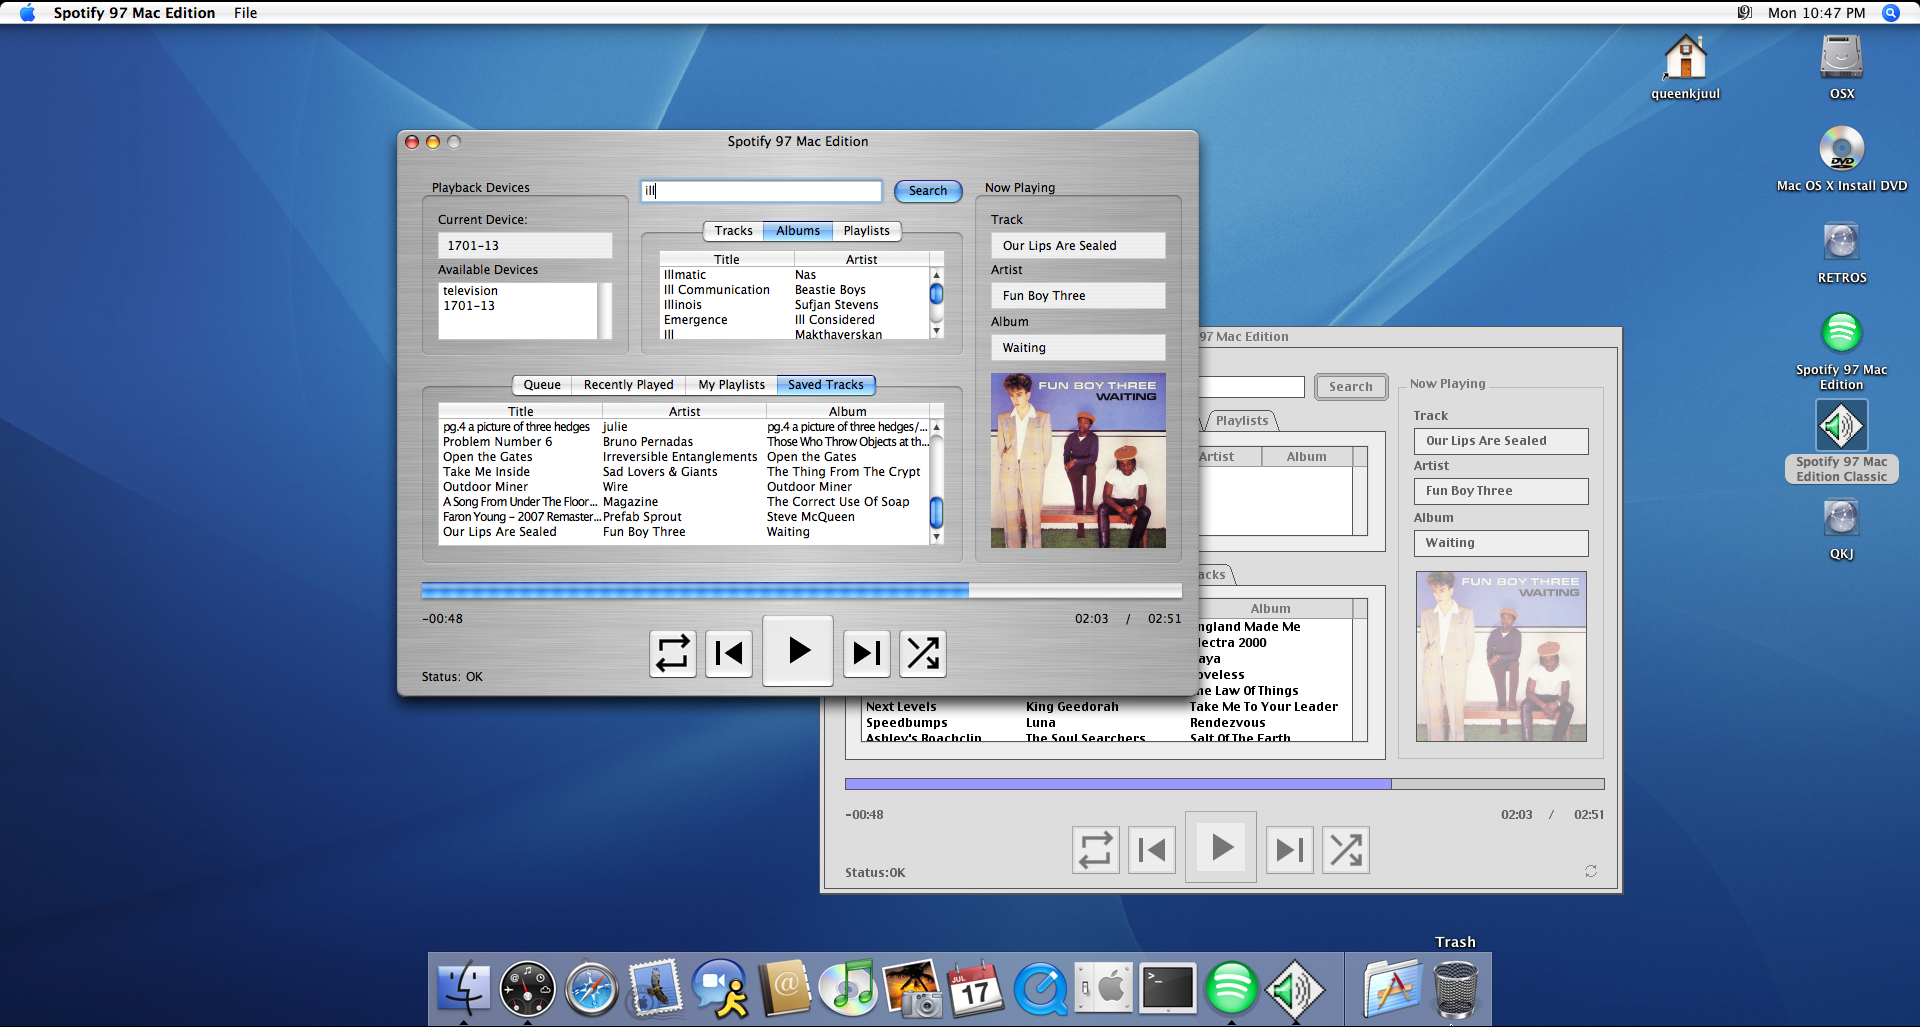 Spotify 97 Mac Edition File
Mon 10:47 PM
queenkjuul
OSX
DVD
Mac OS X Install DVD
RETROS
Spotify 97 Mac
Edition
Spotify 97 Mac
Edition Classic
QKJ
Spotify 97 Mac Edition
Playback Devices
Current Device:
1701-13
Available Devices
television
1701-13
ill
Search
Tracks Albums Playlists
Title Artist
Illmatic Nas
Ill Communication Beastie Boys
Illinois Sufjan Stevens
Emergence Ill Considered
Ill Makthaverskan
Now Playing
Track
Our Lips Are Sealed
Artist
Fun Boy Three
Album
Waiting
FUN BOY THREE
WAITING
Queue Recently Played My Playlists Saved Tracks
Title Artist Album
pg.4 a picture of three hedges julie pg.4 a picture of three hedges/...
Problem Number 6 Bruno Pernadas Those Who Throw Objects at th...
Open the Gates Irreversible Entanglements Open the Gates
Take Me Inside Sad Lovers & Giants The Thing From The Crypt
Outdoor Miner Wire Outdoor Miner
A Song From Under The Floor... Magazine The Correct Use Of Soap
Faron Young – 2007 Remaster... Prefab Sprout Steve McQueen
Our Lips Are Sealed Fun Boy Three Waiting
-00:48 02:03 / 02:51
Status: OK
97 Mac Edition
Search
Playlists
Artist Album
Now Playing
Track
Our Lips Are Sealed
Artist
Fun Boy Three
Album
Waiting
FUN BOY THREE
WAITING
acks
Album
ngland Made Me
lectra 2000
aya
oveless
he Law Of Things
Next Levels King Geedorah Take Me To Your Leader
Speedbumps Luna Rendezvous
Ashley's Roachclip The Soul Searchers Salt Of The Earth
-00:48 02:03 / 02:51
Status:OK
Trash
JUL
17